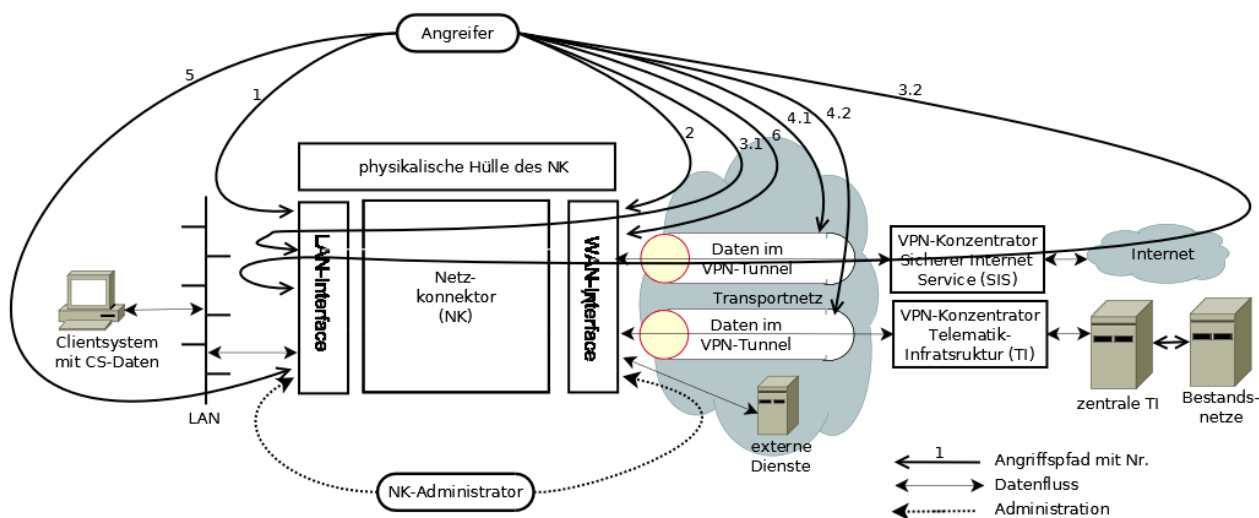 Angreifer
5
1
2
3.1
6
4.1
4.2
3.2
physikalische Hülle des NK
LAN-Interface
Netz-
konnektor
(NK)
WAN-Interface
Daten im
VPN-Tunnel
Transportnetz
Daten im
VPN-Tunnel
VPN-Konzentrator
Sicherer Internet
Service (SIS)
Internet
VPN-Konzentrator
Telematik-
Infratsruktur (TI)
Clientsystem
mit CS-Daten
LAN
externe
Dienste
zentrale TI
Bestands-
netze
NK-Administrator
1
Angriffspfad mit Nr.
Datenfluss
Administration